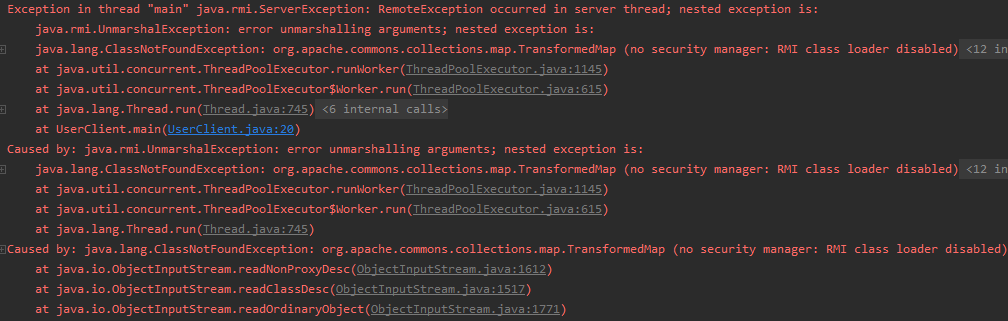 Exception in thread "main" java.rmi.ServerException: RemoteException occurred in server thread; nested exception is:
java.rmi.UnmarshalException: error unmarshalling arguments; nested exception is:
java.lang.ClassNotFoundException: org.apache.commons.collections.map.TransformedMap (no security manager: RMI class loader disabled) <12 in
at java.util.concurrent.ThreadPoolExecutor.runWorker(ThreadPoolExecutor.java:1145)
at java.util.concurrent.ThreadPoolExecutor$Worker.run(ThreadPoolExecutor.java:615)
at java.lang.Thread.run(Thread.java:745) <6 internal calls>
at UserClient.main(UserClient.java:20)
Caused by: java.rmi.UnmarshalException: error unmarshalling arguments; nested exception is:
java.lang.ClassNotFoundException: org.apache.commons.collections.map.TransformedMap (no security manager: RMI class loader disabled) <12 in
at java.util.concurrent.ThreadPoolExecutor.runWorker(ThreadPoolExecutor.java:1145)
at java.util.concurrent.ThreadPoolExecutor$Worker.run(ThreadPoolExecutor.java:615)
at java.lang.Thread.run(Thread.java:745)
Caused by: java.lang.ClassNotFoundException: org.apache.commons.collections.map.TransformedMap (no security manager: RMI class loader disabled)
at java.io.ObjectInputStream.readNonProxyDesc(ObjectInputStream.java:1612)
at java.io.ObjectInputStream.readClassDesc(ObjectInputStream.java:1517)
at java.io.ObjectInputStream.readOrdinaryObject(ObjectInputStream.java:1771)